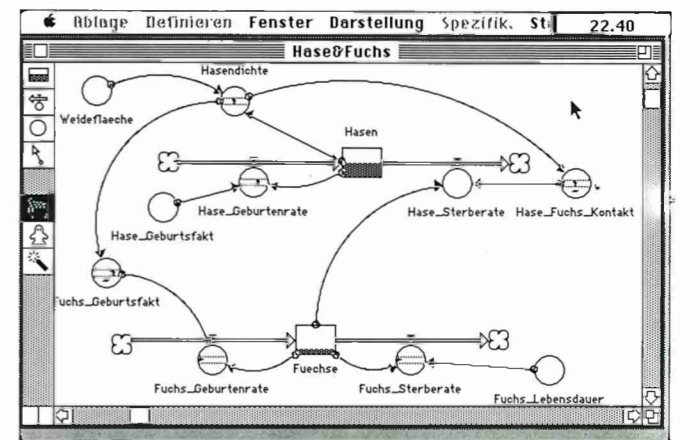 Ablage Definieren Fenster Darstellung Spezifik. St 22.40
Hase&Fuchs
Hasendichte
Weideflaeche
Hasen
Hase_Geburtenrate
Hase_Sterberate
Hase_Fuchs_Kontakt
Hase_Geburtsfakt
uchs_Geburtsfakt
Fuechse
Fuchs_Geburtenrate
Fuchs_Sterberate
Fuchs_Lebensdauer